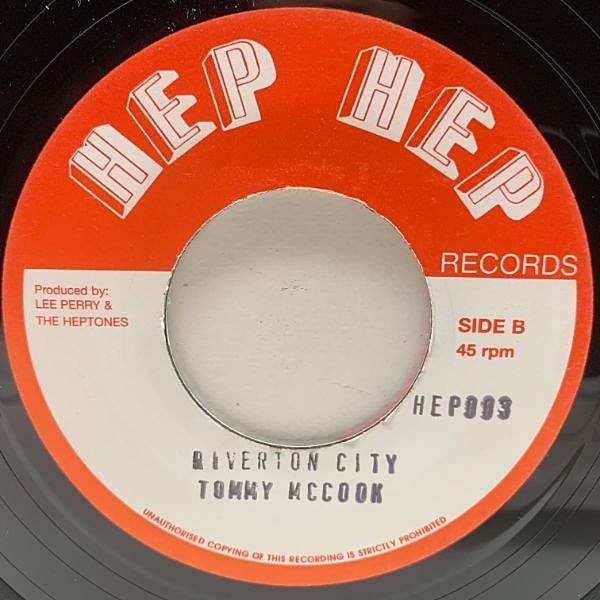 HEP HEP
RECORDS
Produced by:
LEE PERRY &
THE HEPTONES
SIDE B
45 rpm
HEP003
RIVERTON CITY
TOMMY MCCOOK
UNAUTHORISED COPYING OF THIS RECORDING IS STRICTLY PROHIBITED